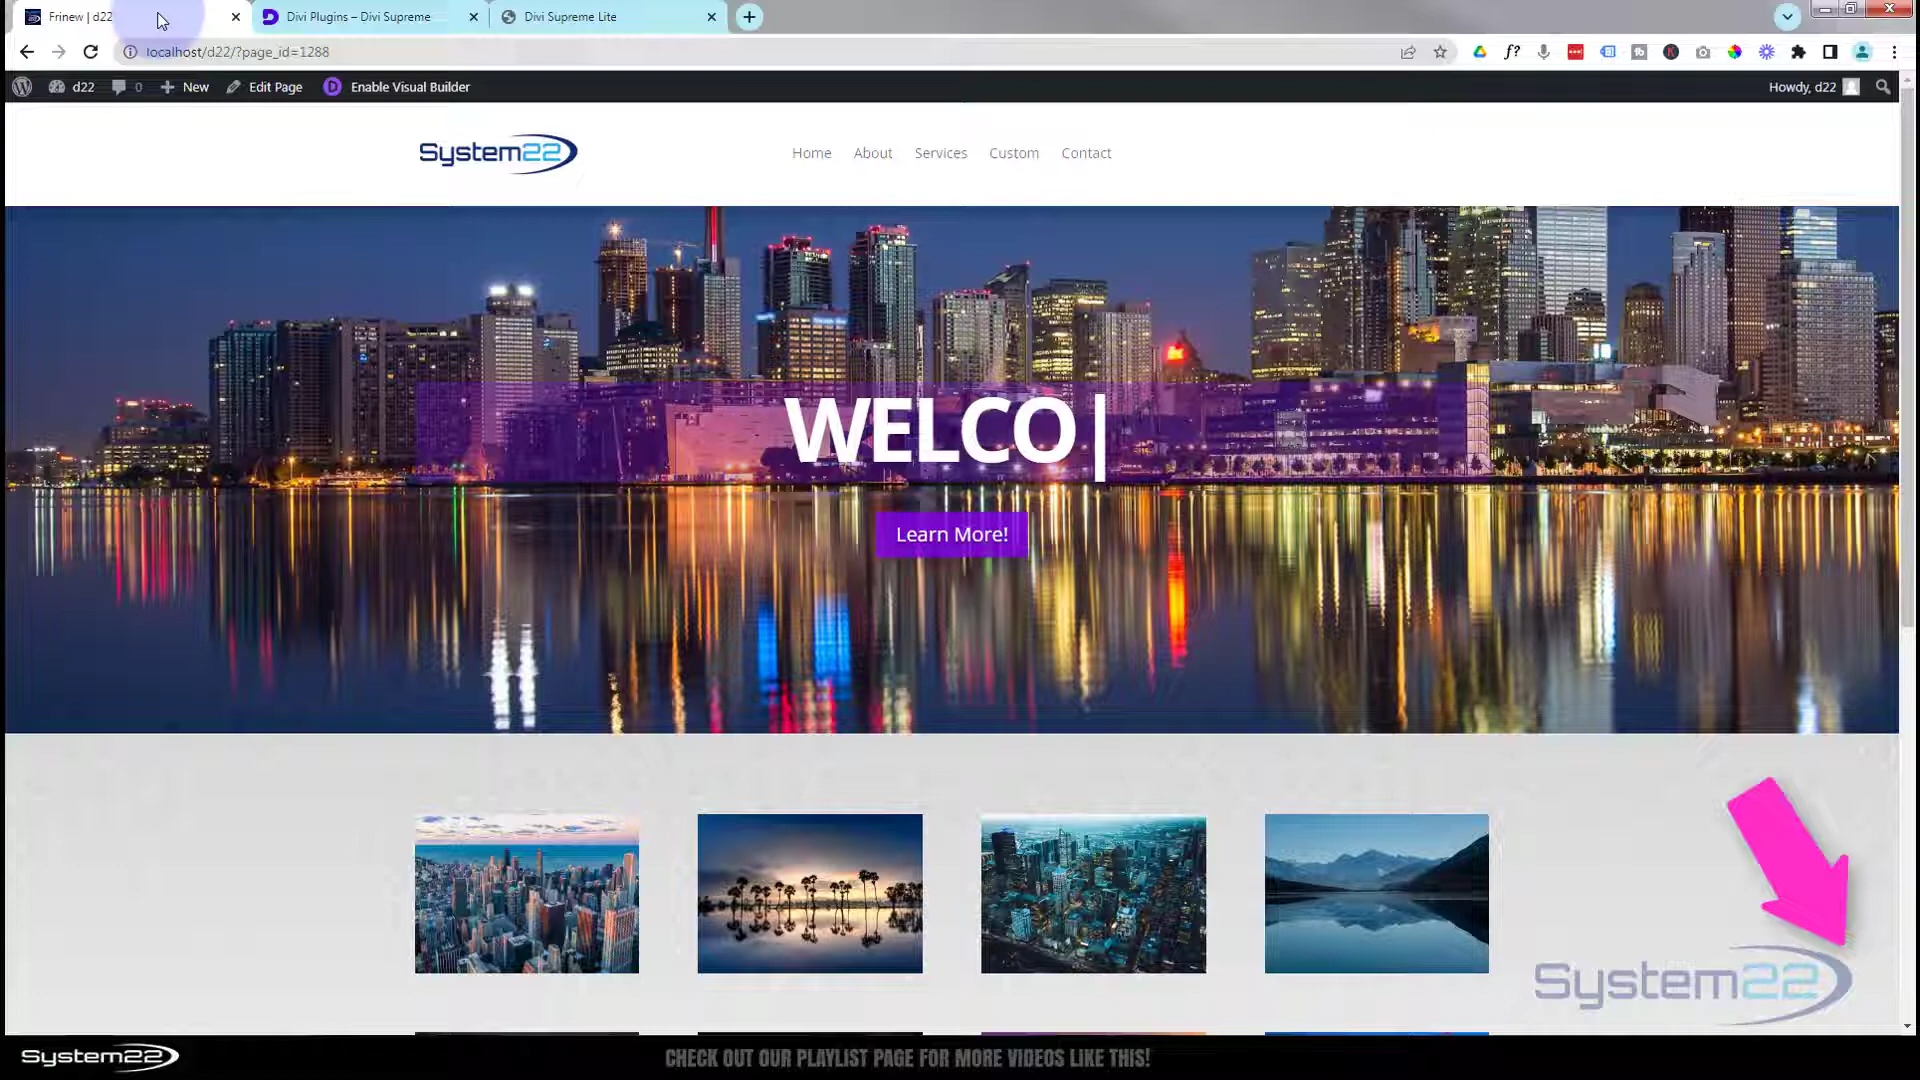 Frinew | d22
Divi Plugins – Divi Supreme
Divi Supreme Lite
localhost/d22/?page_id=1288
f?
d22
0
New
Edit Page
Enable Visual Builder
Howdy, d22
System22
Home
About
Services
Custom
Contact
WELCO|
Learn More!
System22
System22
CHECK OUT OUR PLAYLIST PAGE FOR MORE VIDEOS LIKE THIS!